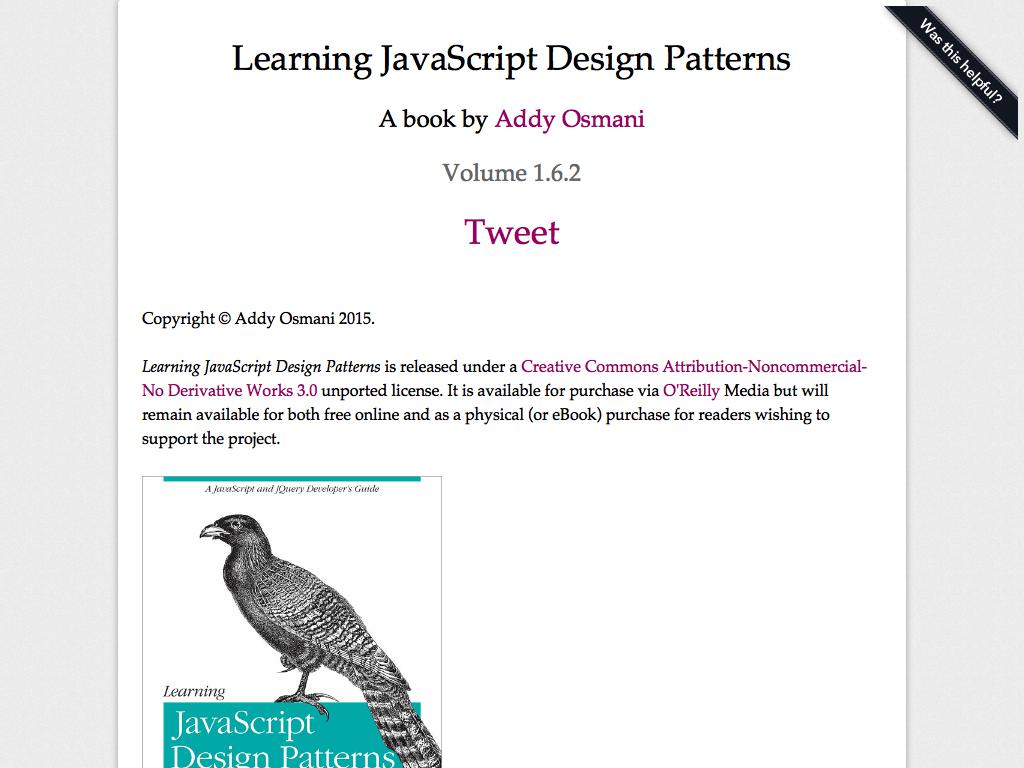 Was this helpful?
Learning JavaScript Design Patterns
A book by Addy Osmani
Volume 1.6.2
Tweet
Copyright © Addy Osmani 2015.
Learning JavaScript Design Patterns is released under a Creative Commons Attribution-Noncommercial-
No Derivative Works 3.0 unported license. It is available for purchase via O'Reilly Media but will
remain available for both free online and as a physical (or eBook) purchase for readers wishing to
support the project.
A JavaScript and JQuery Developer's Guide
Learning
JavaScript
Design Patterns